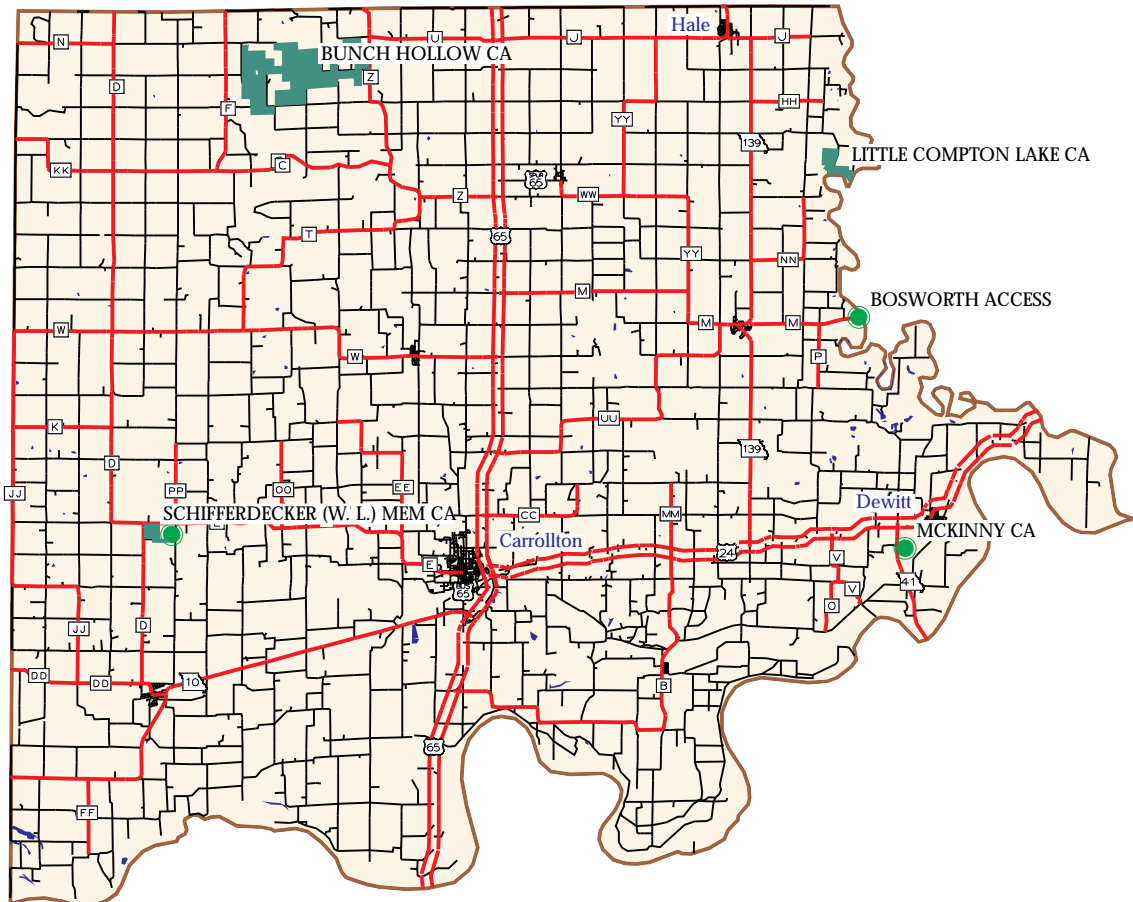 Hale
N
U
J
J
BUNCH HOLLOW CA
Z
D
HH
F
YY
139
LITTLE COMPTON LAKE CA
C
KK
65
Z
WW
T
65
YY
NN
M
BOSWORTH ACCESS
W
M
M
W
P
UU
K
139
D
JJ
PP
OO
EE
Dewitt
SCHIFFERDECKER (W. L.) MEM CA
CC
MM
MCKINNY CA
Carrollton
24
V
E
41
V
65
O
JJ
D
DD
DD
10
B
65
FF